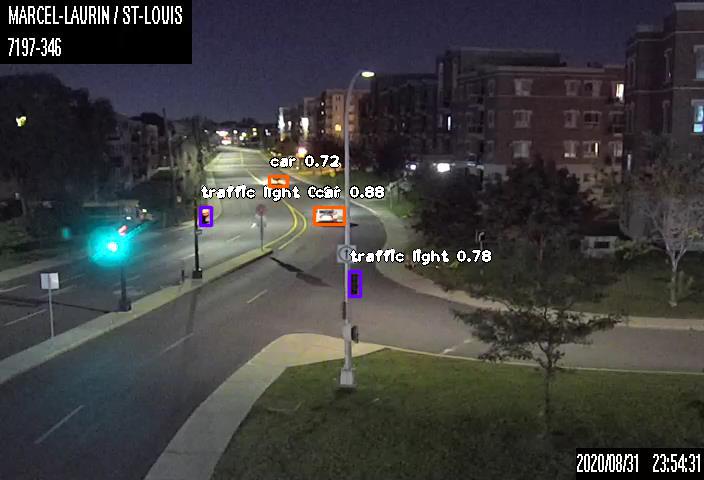 MARCEL-LAURIN / ST-LOUIS
7197-346
car 0.72
traffic light
car 0.88
traffic light 0.78
2020/08/31 23:54:31